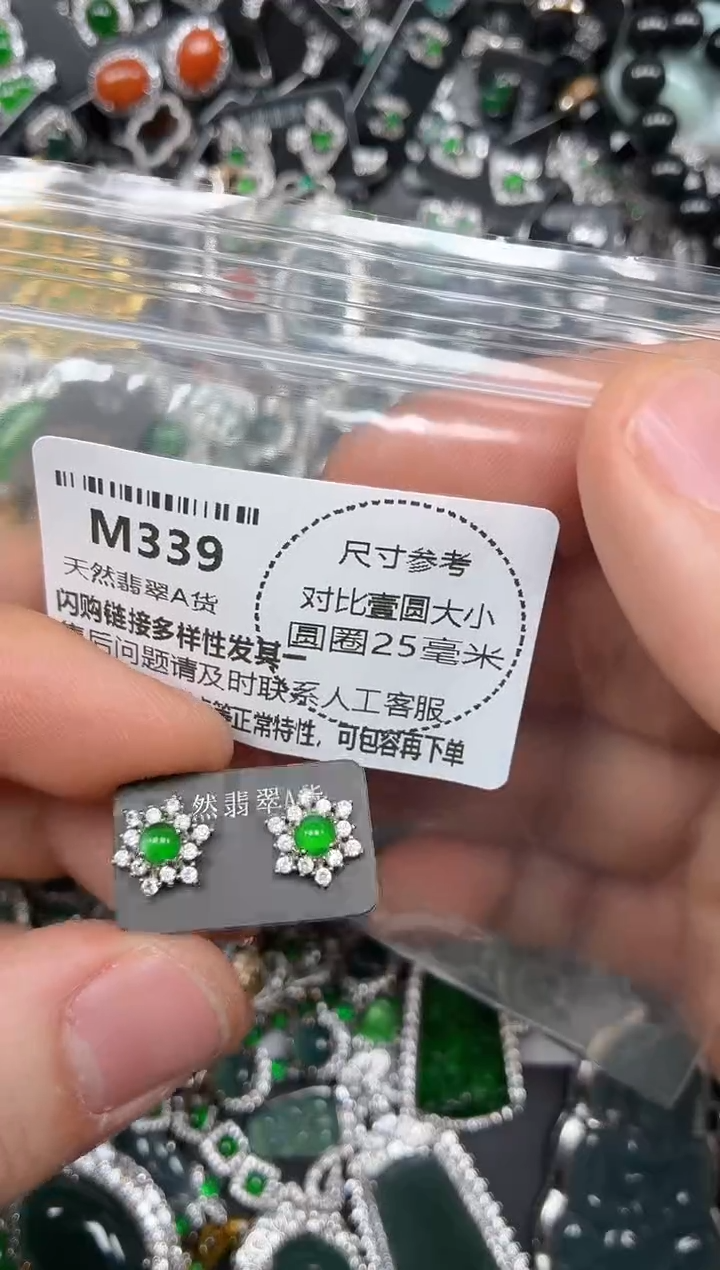 M339
天然翡翠A货
闪购链接多样性发其一
售后问题请及时联系人工客服
等正常特性，可包容再下单
尺寸参考
对比壹圆大小
圆圈25毫米
然翡翠A货